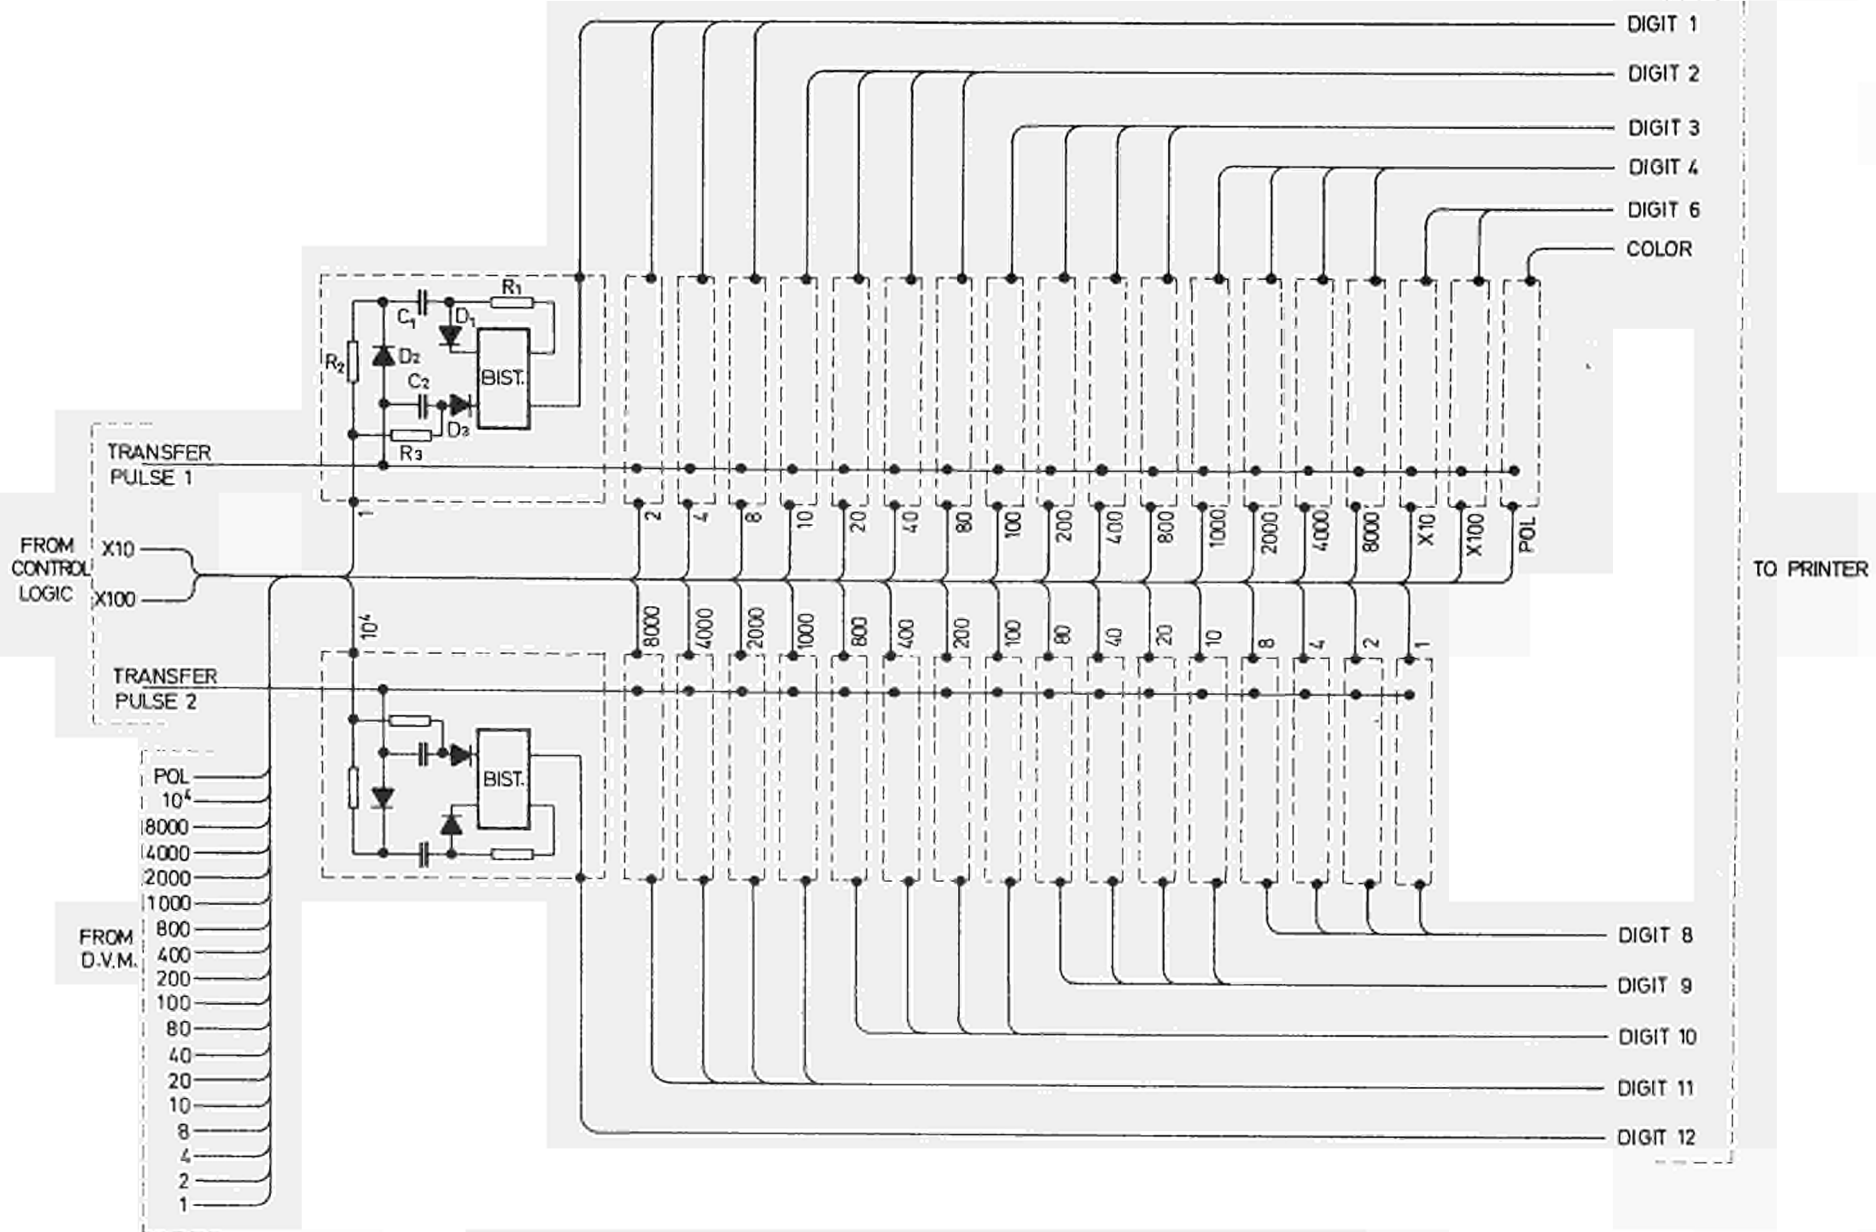 DIGIT 1
DIGIT 2
DIGIT 3
DIGIT 4
DIGIT 6
COLOR
R1
C1
D1
R2
D2
C2
BIST.
D3
R3
TRANSFER
PULSE 1
1
2
4
8
10
20
40
80
100
200
400
800
1000
2000
4000
8000
X10
X100
POL
FROM
CONTROL
LOGIC
X10
X100
TO PRINTER
10⁴
8000
4000
2000
1000
800
400
200
100
80
40
20
10
8
4
2
1
TRANSFER
PULSE 2
BIST.
POL
10⁴
8000
4000
2000
1000
800
400
200
100
80
40
20
10
8
4
2
1
FROM
D.V.M.
DIGIT 8
DIGIT 9
DIGIT 10
DIGIT 11
DIGIT 12